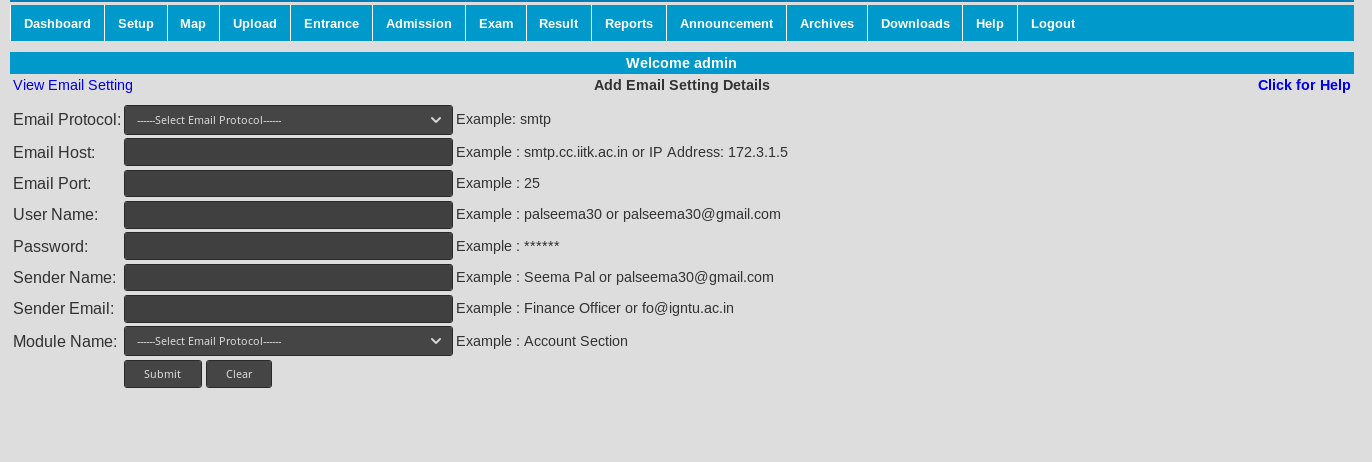 Dashboard Setup Map Upload Entrance Admission Exam Result Reports Announcement Archives Downloads Help Logout
Welcome admin
View Email Setting Add Email Setting Details Click for Help
Email Protocol: ------Select Email Protocol------ Example: smtp
Email Host: Example : smtp.cc.iitk.ac.in or IP Address: 172.3.1.5
Email Port: Example : 25
User Name: Example : palseema30 or palseema30@gmail.com
Password: Example : ******
Sender Name: Example : Seema Pal or palseema30@gmail.com
Sender Email: Example : Finance Officer or fo@igntu.ac.in
Module Name: ------Select Email Protocol------ Example : Account Section
Submit Clear